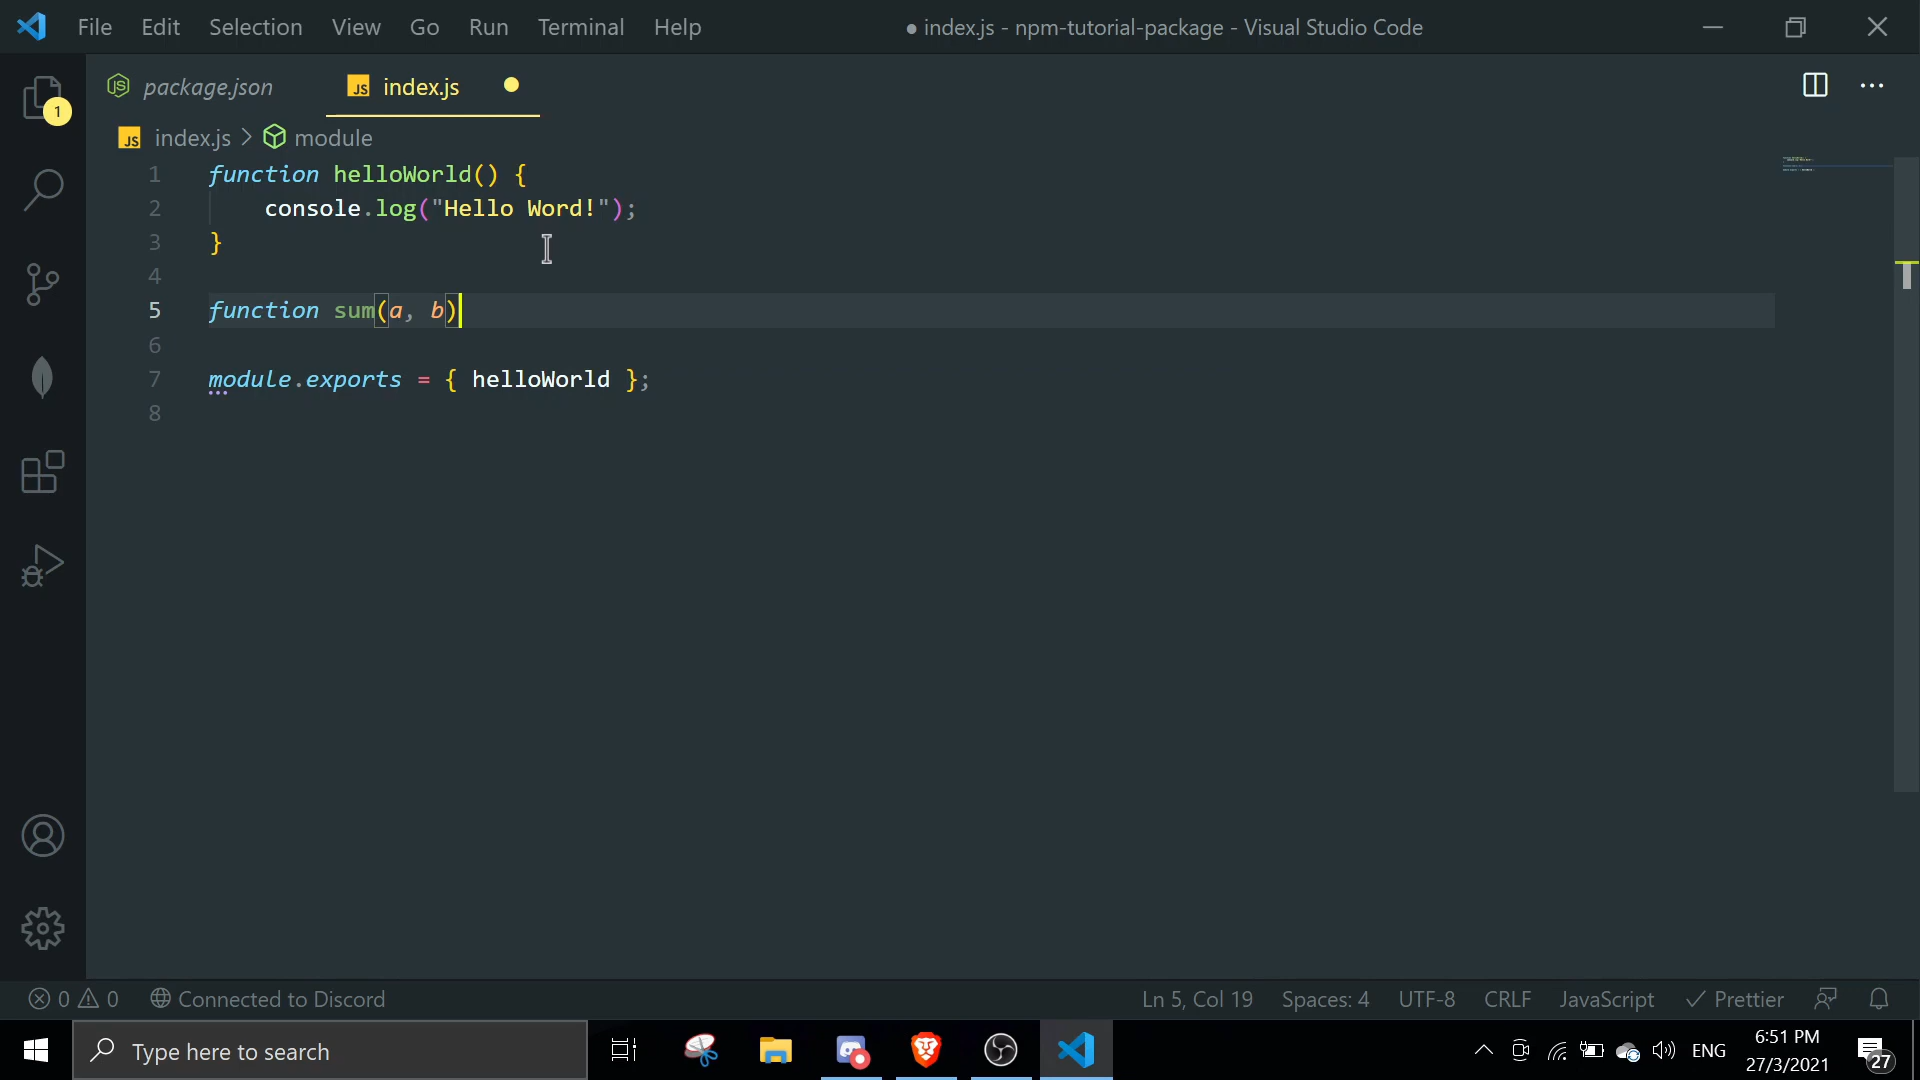 File Edit Selection View Go Run Terminal Help ● index.js - npm-tutorial-package - Visual Studio Code
1
package.json JS index.js
JS index.js > module
1 function helloWorld() {
2 console.log("Hello Word!");
3 }
4
5 function sum(a, b)
6
7 module.exports = { helloWorld };
8
0 0 Connected to Discord Ln 5, Col 19 Spaces: 4 UTF-8 CRLF JavaScript Prettier
Type here to search ENG 6:51 PM
27/3/2021 27